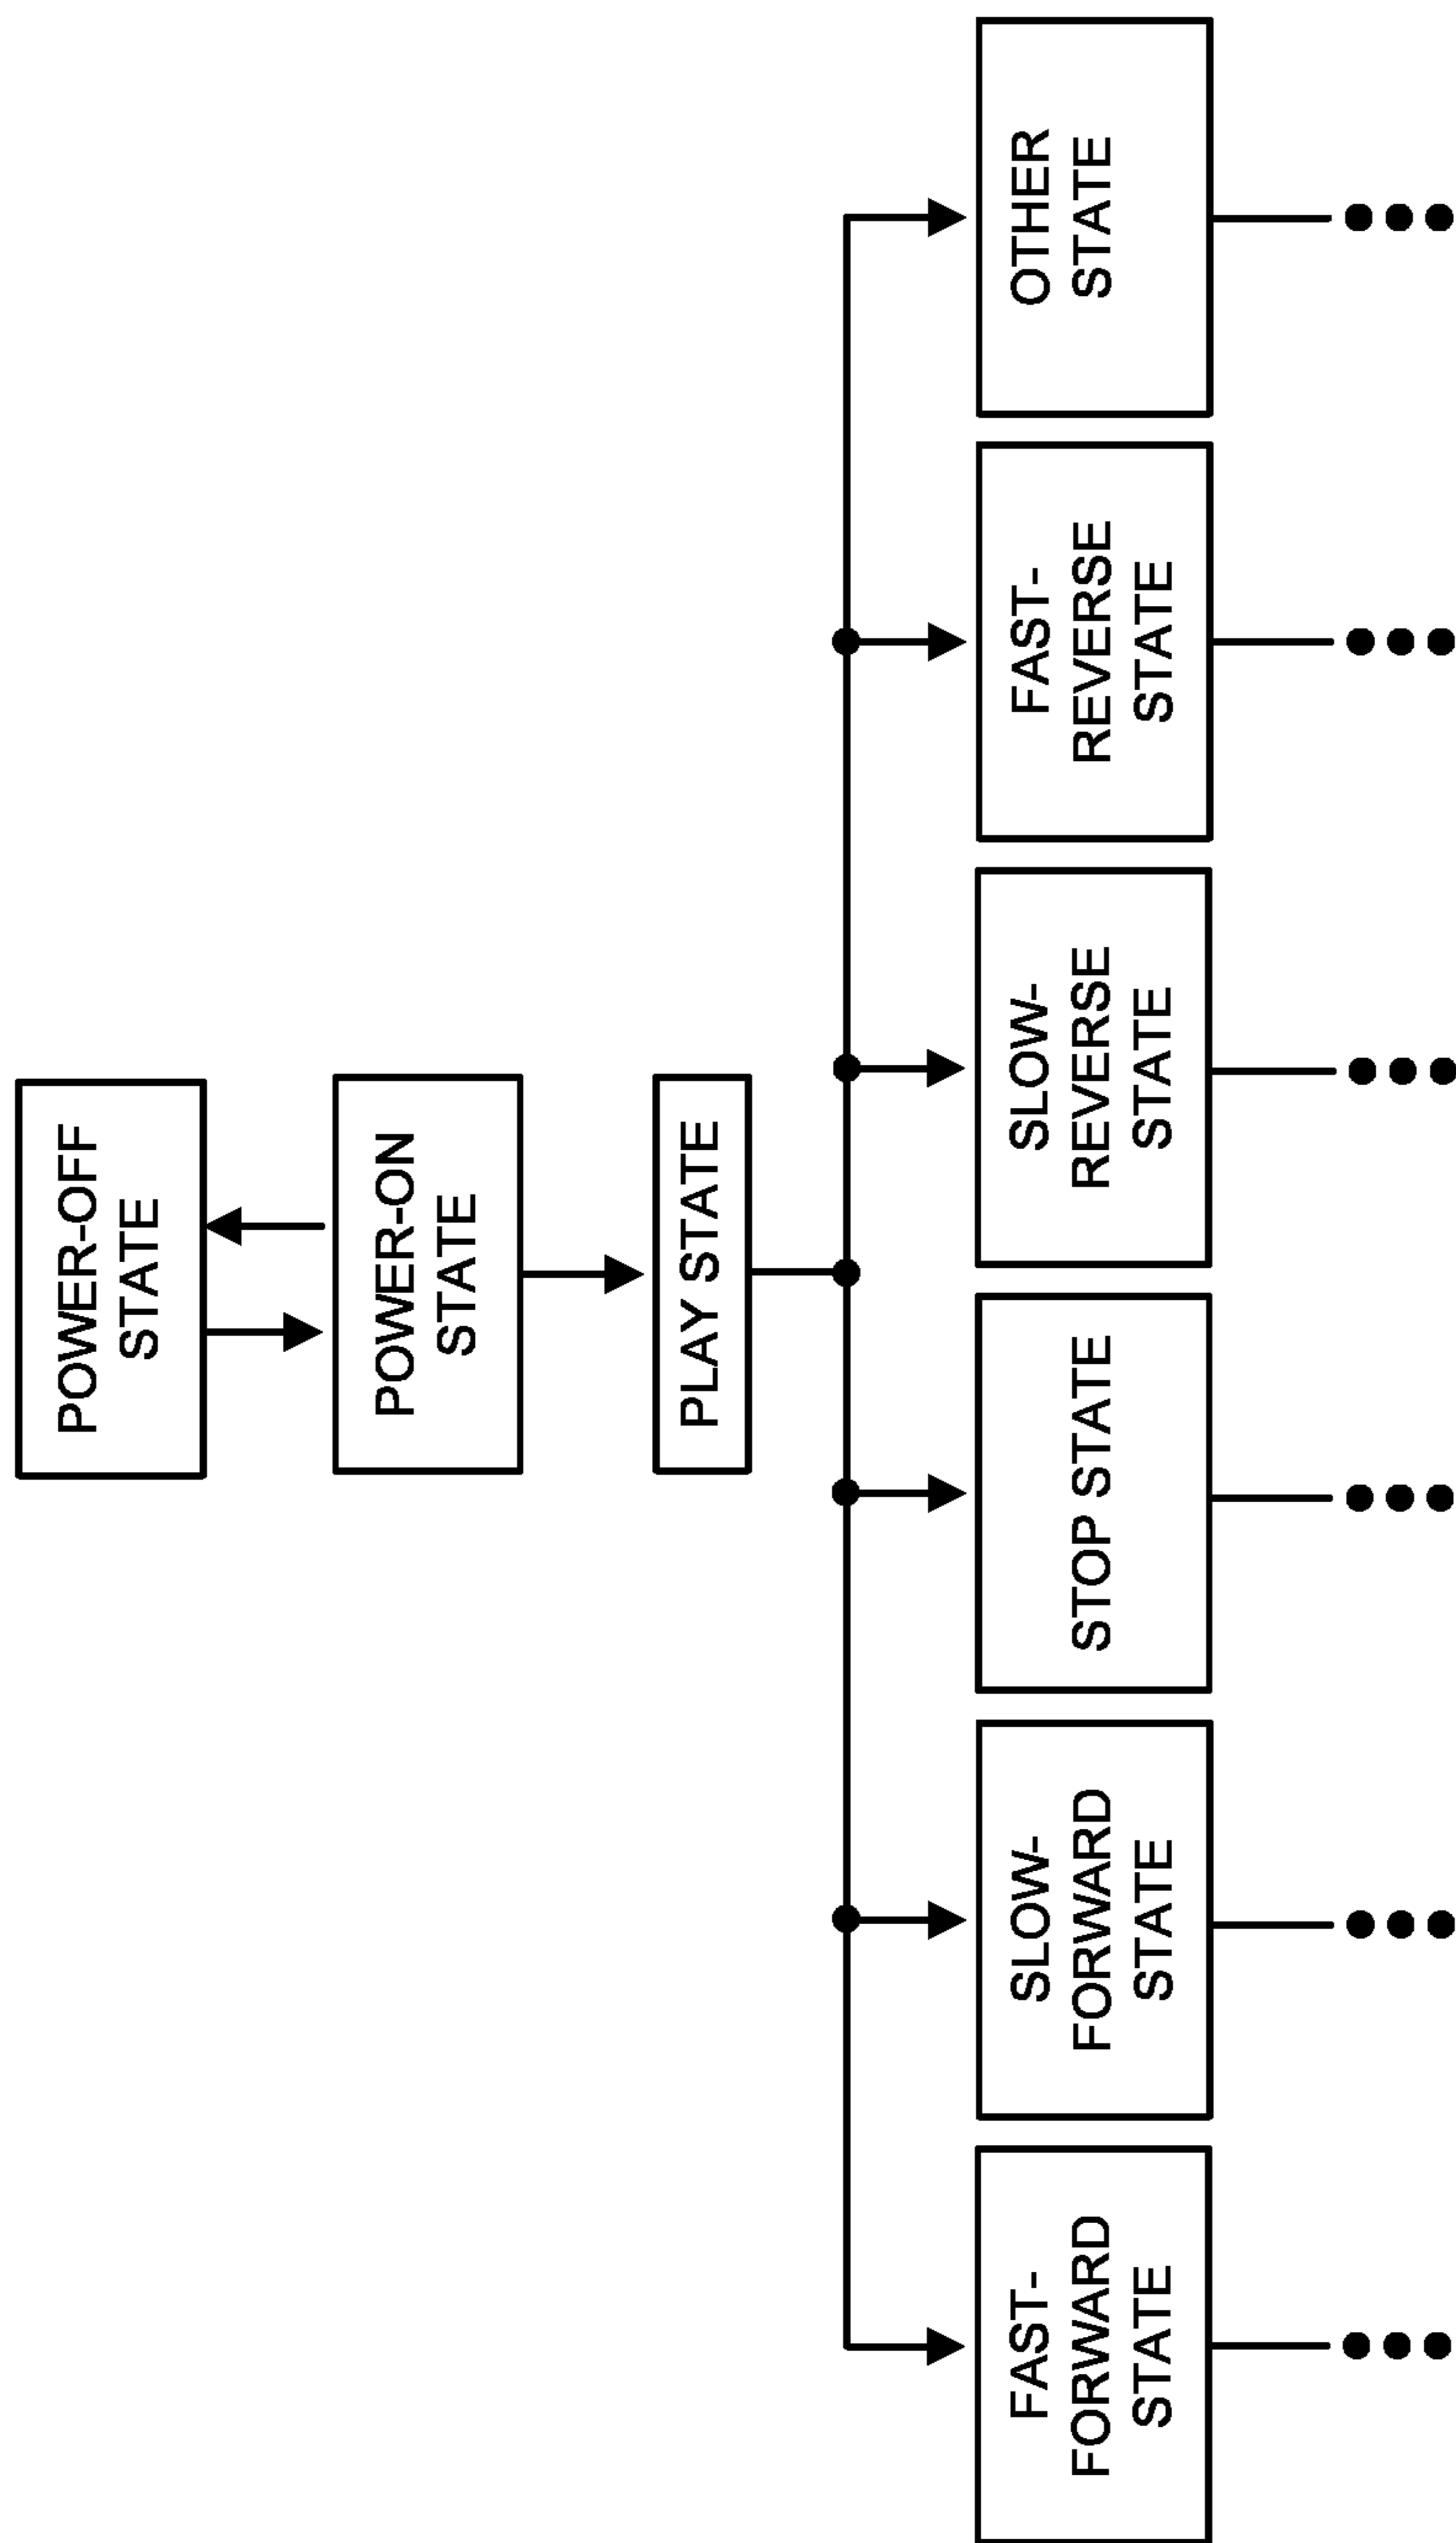 POWER-OFF
STATE
POWER-ON
STATE
PLAY STATE
FAST-
FORWARD
STATE
SLOW-
FORWARD
STATE
STOP STATE
SLOW-
REVERSE
STATE
FAST-
REVERSE
STATE
OTHER
STATE